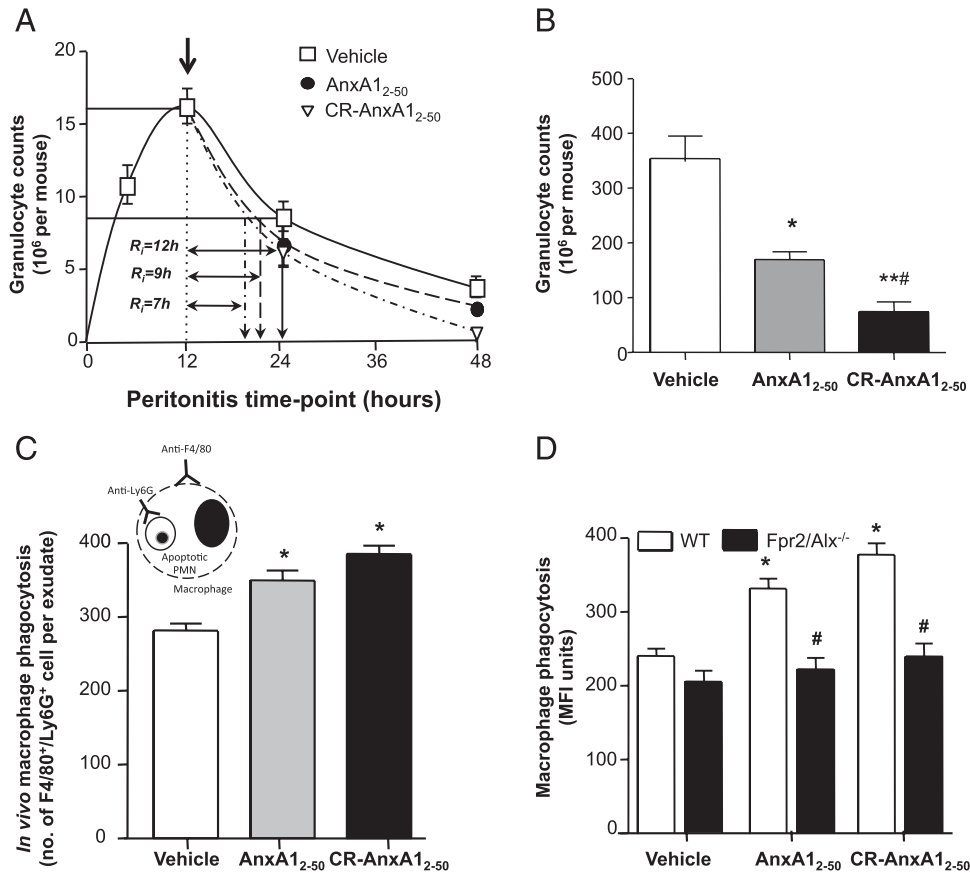 A
Granulocyte counts
(10⁶ per mouse)
20
15
10
5
0
Vehicle
AnxA1₂₋₅₀
CR-AnxA1₂₋₅₀
Rᵢ=12h
Rᵢ=9h
Rᵢ=7h
0 12 24 36 48
Peritonitis time-point (hours)
B
Granulocyte counts
(10⁶ per mouse)
500
400
300
200
100
0
*
**#
Vehicle AnxA1₂₋₅₀ CR-AnxA1₂₋₅₀
C
In vivo macrophage phagocytosis
(no. of F4/80⁺/Ly6G⁺ cell per exudate)
400
300
200
100
0
Anti-F4/80
Anti-Ly6G
Apoptotic
PMN
Macrophage
*
*
Vehicle AnxA1₂₋₅₀ CR-AnxA1₂₋₅₀
D
Macrophage phagocytosis
(MFI units)
400
300
200
100
0
WT Fpr2/Alx⁻/⁻
*
#
*
#
Vehicle AnxA1₂₋₅₀ CR-AnxA1₂₋₅₀